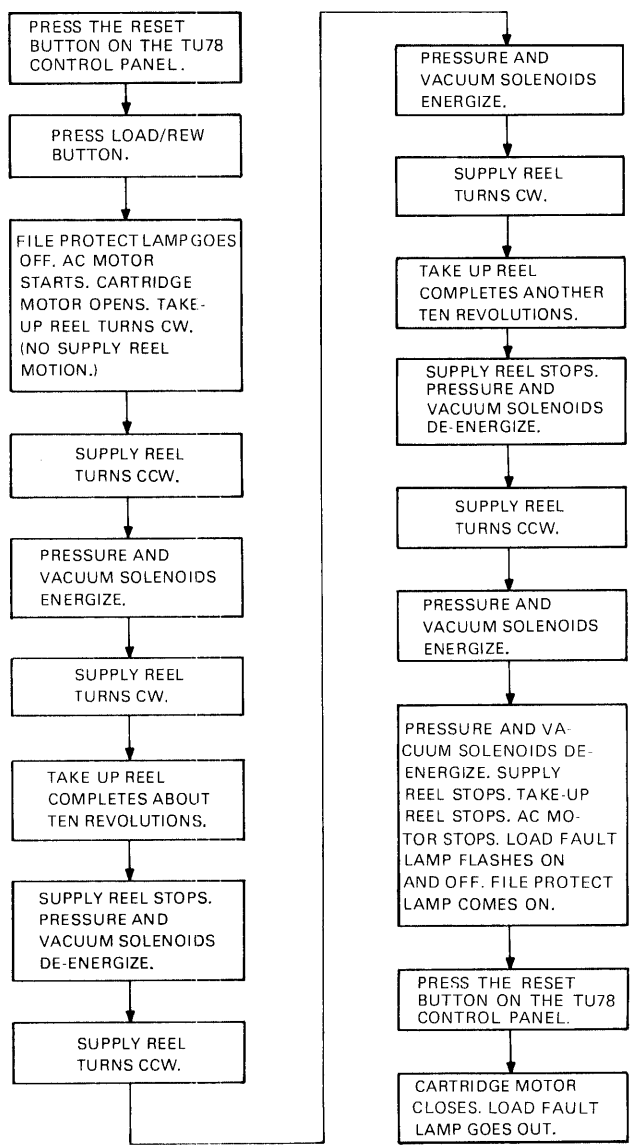 PRESS THE RESET
BUTTON ON THE TU78
CONTROL PANEL.
PRESS LOAD/REW
BUTTON.
FILE PROTECT LAMP GOES
OFF. AC MOTOR
STARTS. CARTRIDGE
MOTOR OPENS. TAKE-
UP REEL TURNS CW.
(NO SUPPLY REEL
MOTION.)
SUPPLY REEL
TURNS CCW.
PRESSURE AND
VACUUM SOLENOIDS
ENERGIZE.
SUPPLY REEL
TURNS CW.
TAKE UP REEL
COMPLETES ABOUT
TEN REVOLUTIONS.
SUPPLY REEL STOPS.
PRESSURE AND
VACUUM SOLENOIDS
DE-ENERGIZE.
SUPPLY REEL
TURNS CCW.
PRESSURE AND
VACUUM SOLENOIDS
ENERGIZE.
SUPPLY REEL
TURNS CW.
TAKE UP REEL
COMPLETES ANOTHER
TEN REVOLUTIONS.
SUPPLY REEL STOPS.
PRESSURE AND
VACUUM SOLENOIDS
DE-ENERGIZE.
SUPPLY REEL
TURNS CCW.
PRESSURE AND
VACUUM SOLENOIDS
ENERGIZE.
PRESSURE AND VA-
CUUM SOLENOIDS DE-
ENERGIZE. SUPPLY
REEL STOPS. TAKE-UP
REEL STOPS. AC MO-
TOR STOPS. LOAD FAULT
LAMP FLASHES ON
AND OFF. FILE PROTECT
LAMP COMES ON.
PRESS THE RESET
BUTTON ON THE TU78
CONTROL PANEL.
CARTRIDGE MOTOR
CLOSES. LOAD FAULT
LAMP GOES OUT.